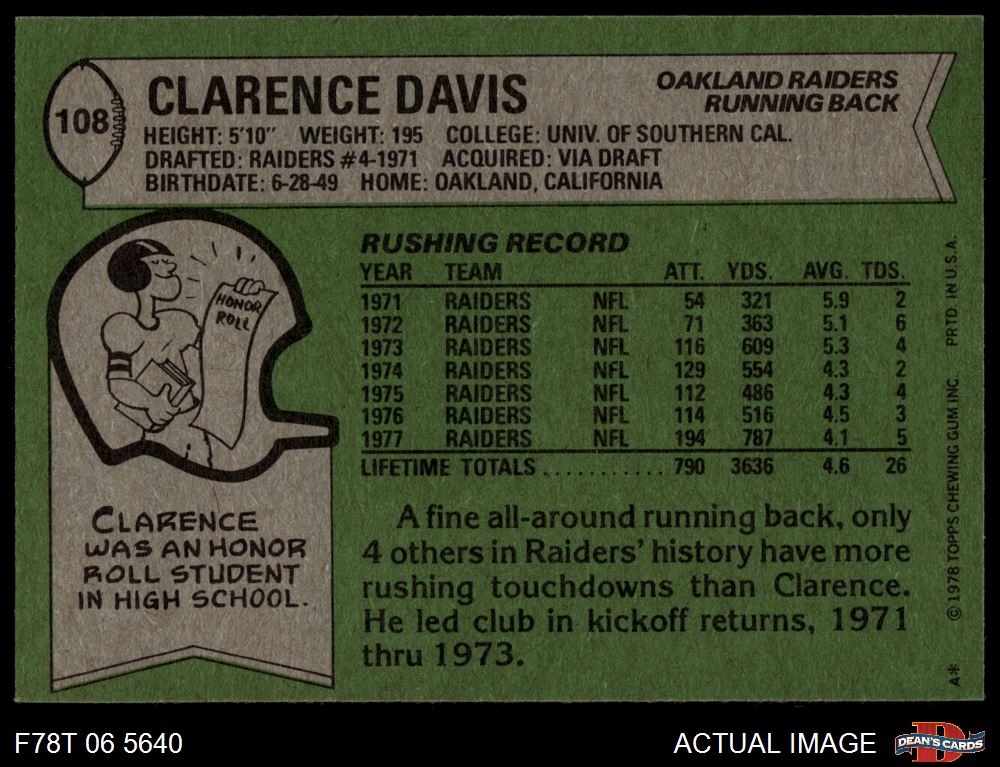 108
CLARENCE DAVIS
OAKLAND RAIDERS
RUNNING BACK
HEIGHT: 5'10" WEIGHT: 195 COLLEGE: UNIV. OF SOUTHERN CAL.
DRAFTED: RAIDERS #4-1971 ACQUIRED: VIA DRAFT
BIRTHDATE: 6-28-49 HOME: OAKLAND, CALIFORNIA
HONOR
ROLL
CLARENCE
WAS AN HONOR
ROLL STUDENT
IN HIGH SCHOOL.
RUSHING RECORD
YEAR TEAM ATT. YDS. AVG. TDS.
1971 RAIDERS NFL 54 321 5.9 2
1972 RAIDERS NFL 71 363 5.1 6
1973 RAIDERS NFL 116 609 5.3 4
1974 RAIDERS NFL 129 554 4.3 2
1975 RAIDERS NFL 112 486 4.3 4
1976 RAIDERS NFL 114 516 4.5 3
1977 RAIDERS NFL 194 787 4.1 5
LIFETIME TOTALS........... 790 3636 4.6 26
A fine all-around running back, only
4 others in Raiders' history have more
rushing touchdowns than Clarence.
He led club in kickoff returns, 1971
thru 1973.
A* © 1978 TOPPS CHEWING GUM INC. PRTD IN U.S.A.
F78T 06 5640
ACTUAL IMAGE
D
DEAN'S CARDS